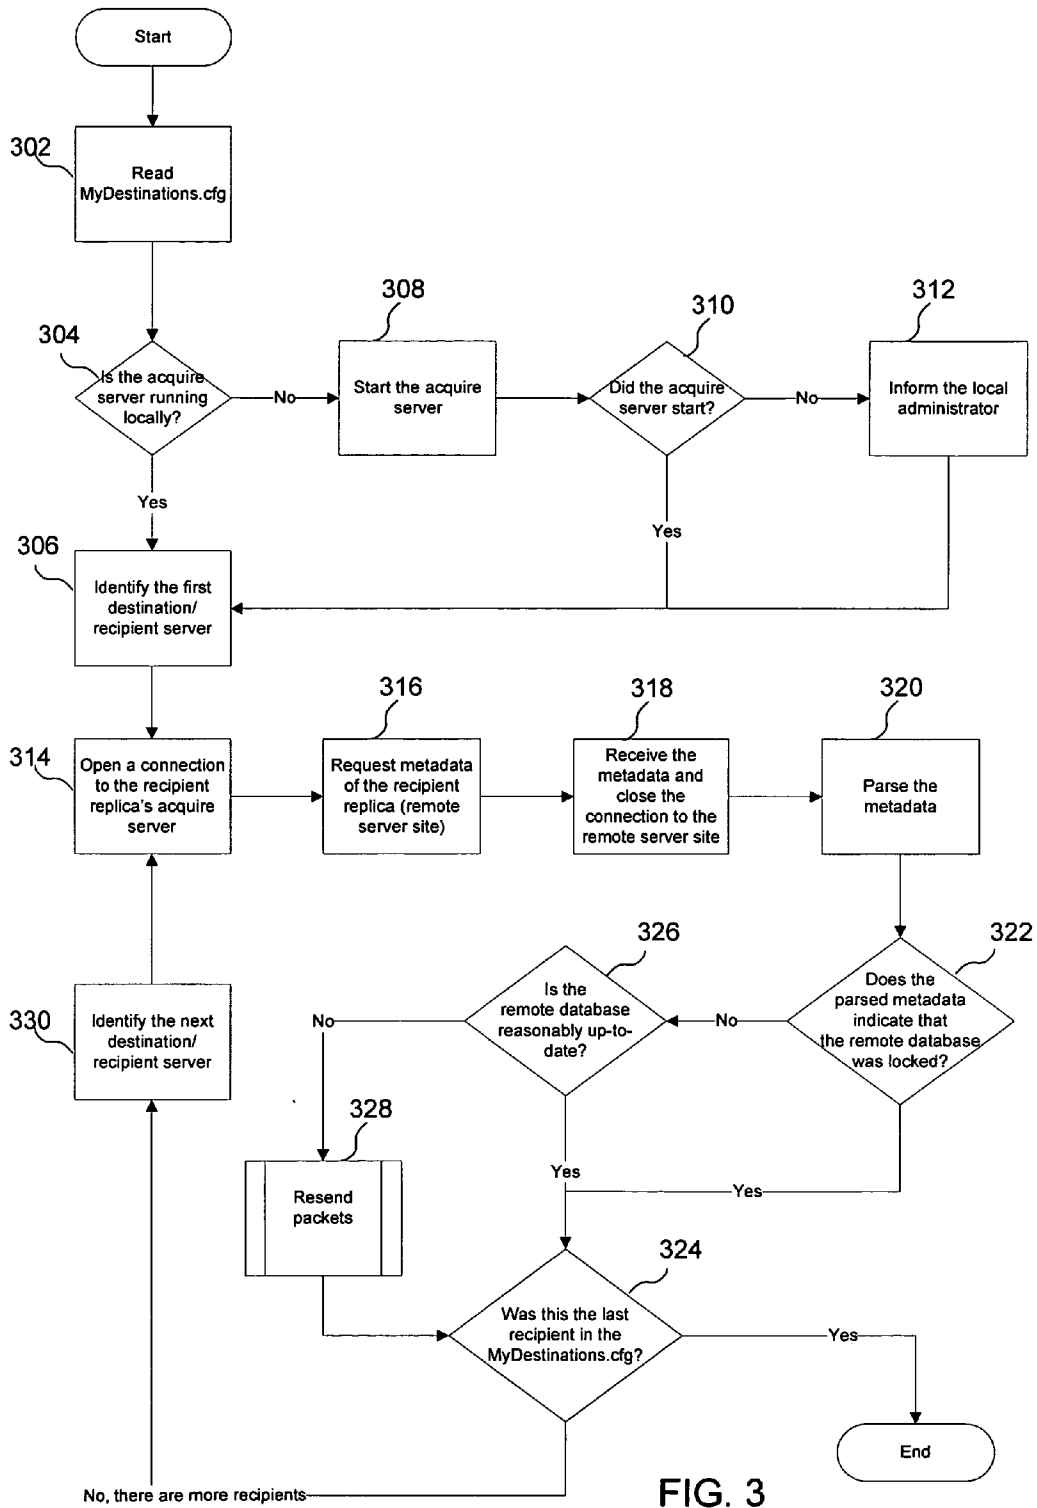 Start
302
Read
MyDestinations.cfg
304
Is the acquire
server running
locally?
No
308
Start the acquire
server
310
Did the acquire
server start?
No
312
Inform the local
administrator
Yes
Yes
306
Identify the first
destination/
recipient server
314
Open a connection
to the recipient
replica's acquire
server
316
Request metadata
of the recipient
replica (remote
server site)
318
Receive the
metadata and
close the
connection to the
remote server site
320
Parse the
metadata
322
Does the
parsed metadata
indicate that
the remote database
was locked?
No
326
Is the
remote database
reasonably up-to-
date?
No
330
Identify the next
destination/
recipient server
328
Resend
packets
Yes
Yes
324
Was this the last
recipient in the
MyDestinations.cfg?
Yes
End
No, there are more recipients
FIG. 3